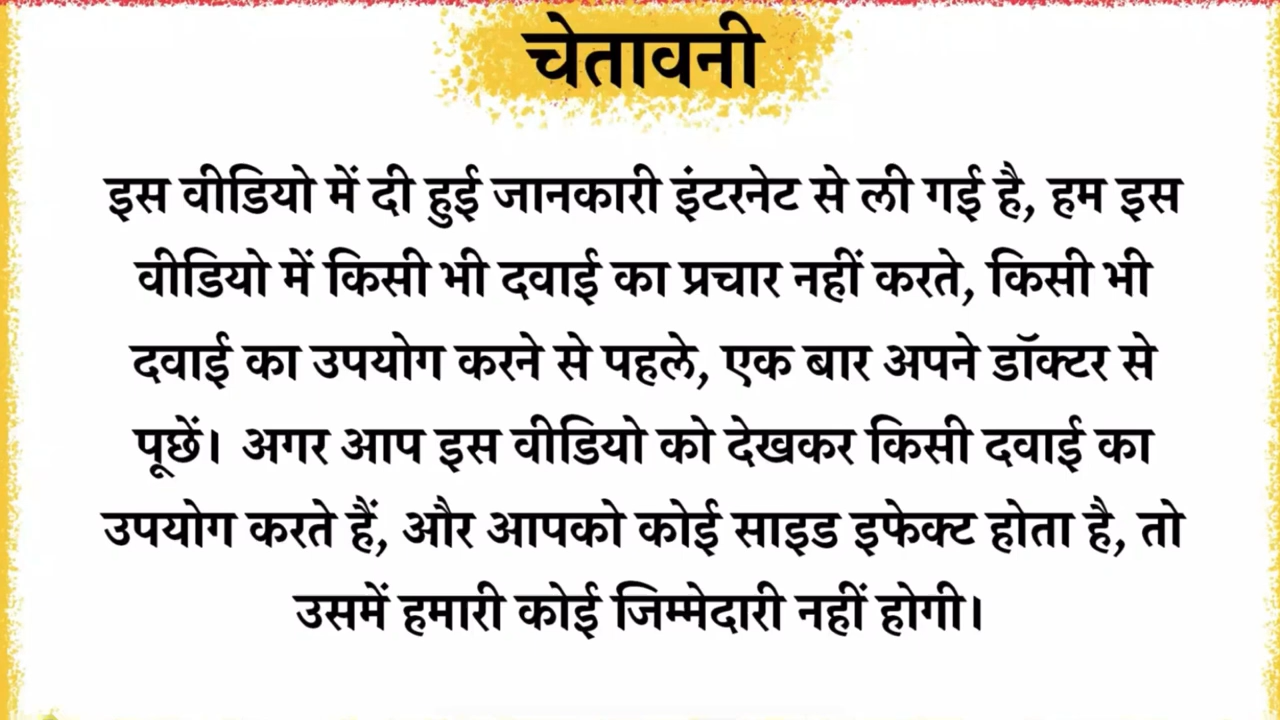 चेतावनी
इस वीडियो में दी हुई जानकारी इंटरनेट से ली गई है, हम इस
वीडियो में किसी भी दवाई का प्रचार नहीं करते, किसी भी
दवाई का उपयोग करने से पहले, एक बार अपने डॉक्टर से
पूछें। अगर आप इस वीडियो को देखकर किसी दवाई का
उपयोग करते हैं, और आपको कोई साइड इफेक्ट होता है, तो
उसमें हमारी कोई जिम्मेदारी नहीं होगी।